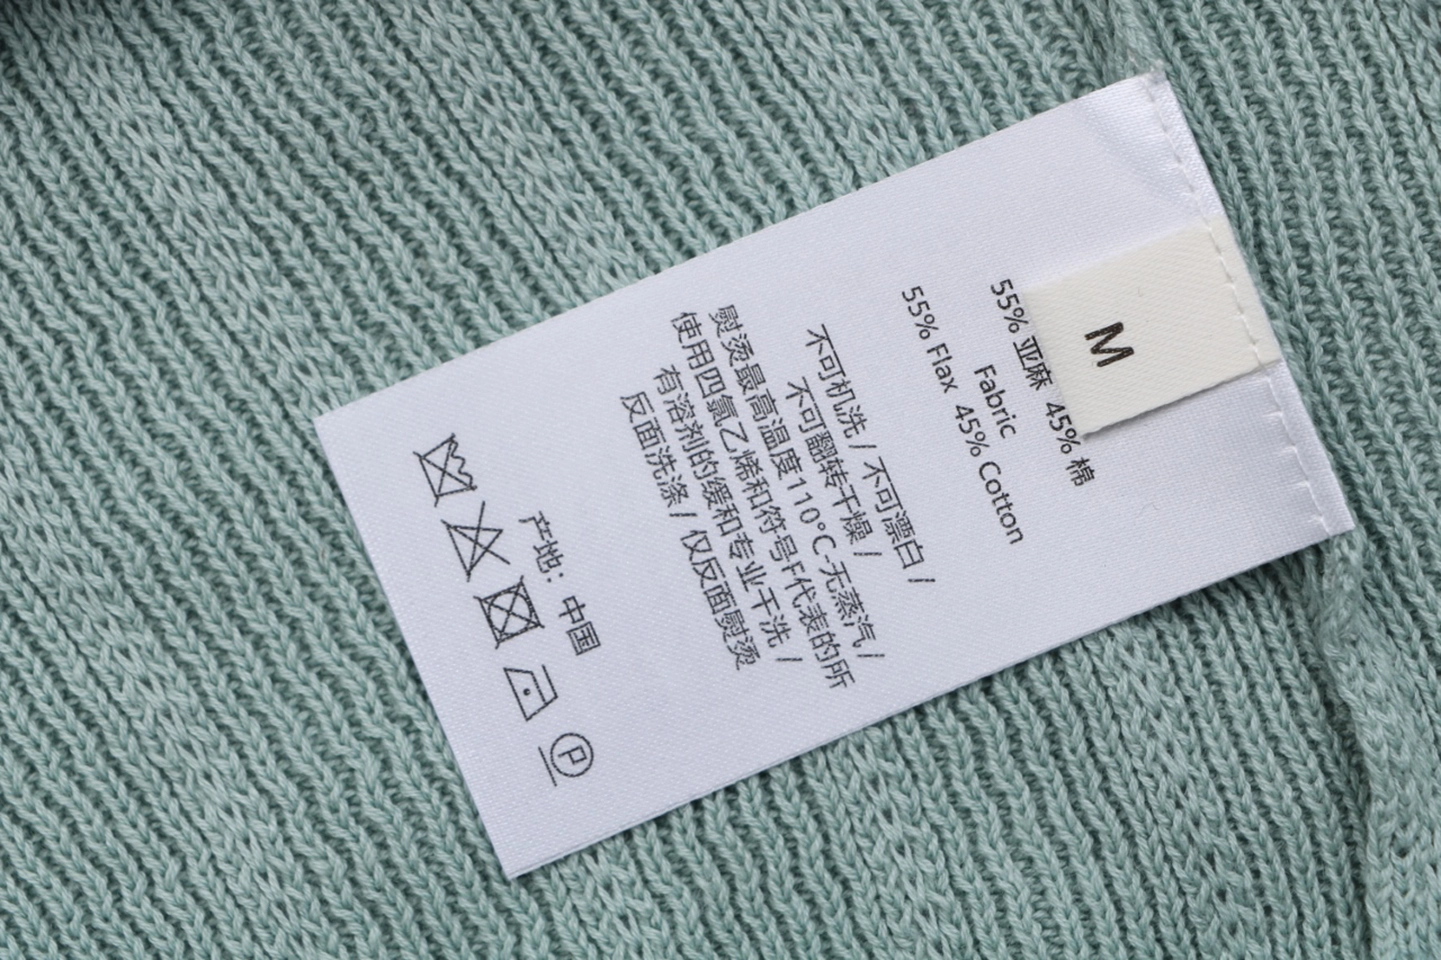 M
55% 亚麻 45% 棉
Fabric
55% Flax 45% Cotton
不可机洗 / 不可漂白 /
不可翻转干燥 /
熨烫最高温度110°C-无蒸汽 /
使用四氯乙烯和符号F代表的所
有溶剂的缓和专业干洗 /
反面洗涤 / 仅反面熨烫
产地：中国
P